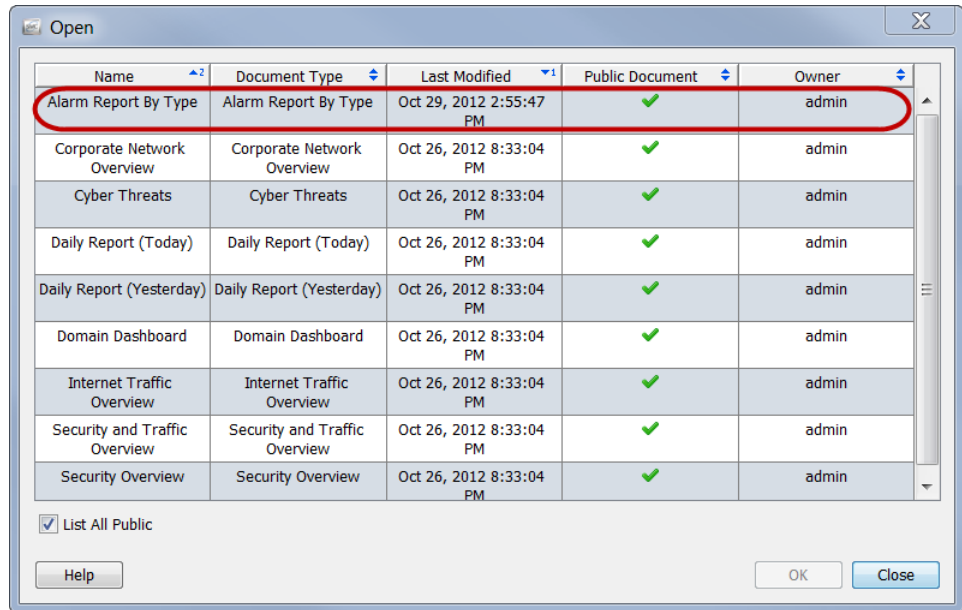 Open
Name 2 Document Type Last Modified 1 Public Document Owner
Alarm Report By Type Alarm Report By Type Oct 29, 2012 2:55:47 admin
PM
Corporate Network Corporate Network Oct 26, 2012 8:33:04 admin
Overview Overview PM
Cyber Threats Cyber Threats Oct 26, 2012 8:33:04 admin
PM
Daily Report (Today) Daily Report (Today) Oct 26, 2012 8:33:04 admin
PM
Daily Report (Yesterday) Daily Report (Yesterday) Oct 26, 2012 8:33:04 admin
PM
Domain Dashboard Domain Dashboard Oct 26, 2012 8:33:04 admin
PM
Internet Traffic Internet Traffic Oct 26, 2012 8:33:04 admin
Overview Overview PM
Security and Traffic Security and Traffic Oct 26, 2012 8:33:04 admin
Overview Overview PM
Security Overview Security Overview Oct 26, 2012 8:33:04 admin
PM
List All Public
Help OK Close